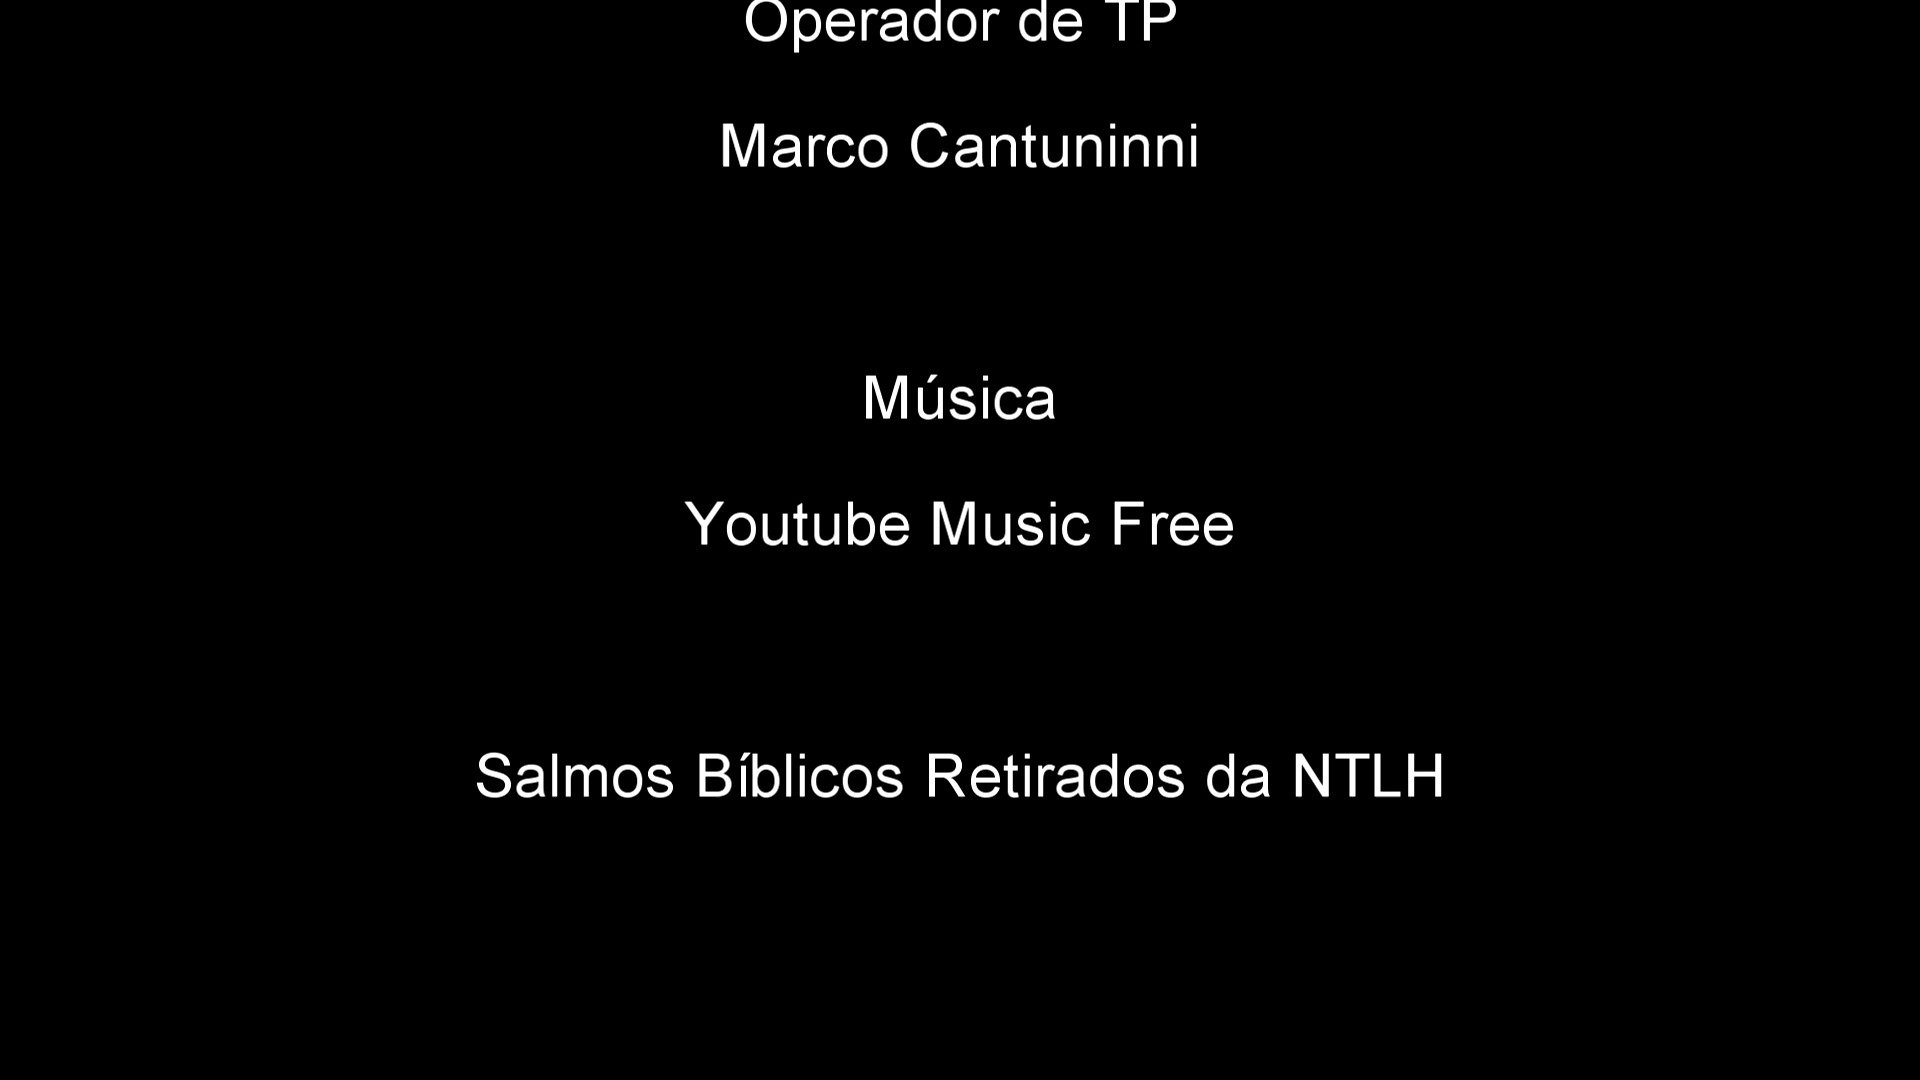 Operador de TP
Marco Cantuninni
Música
Youtube Music Free
Salmos Bíblicos Retirados da NTLH